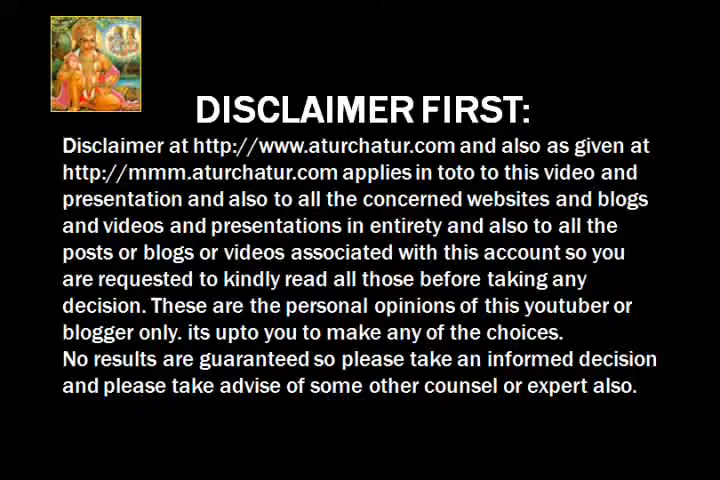 DISCLAIMER FIRST:
Disclaimer at http://www.aturchatur.com and also as given at
http://mmm.aturchatur.com applies in toto to this video and
presentation and also to all the concerned websites and blogs
and videos and presentations in entirety and also to all the
posts or blogs or videos associated with this account so you
are requested to kindly read all those before taking any
decision. These are the personal opinions of this youtuber or
blogger only. its upto you to make any of the choices.
No results are guaranteed so please take an informed decision
and please take advise of some other counsel or expert also.